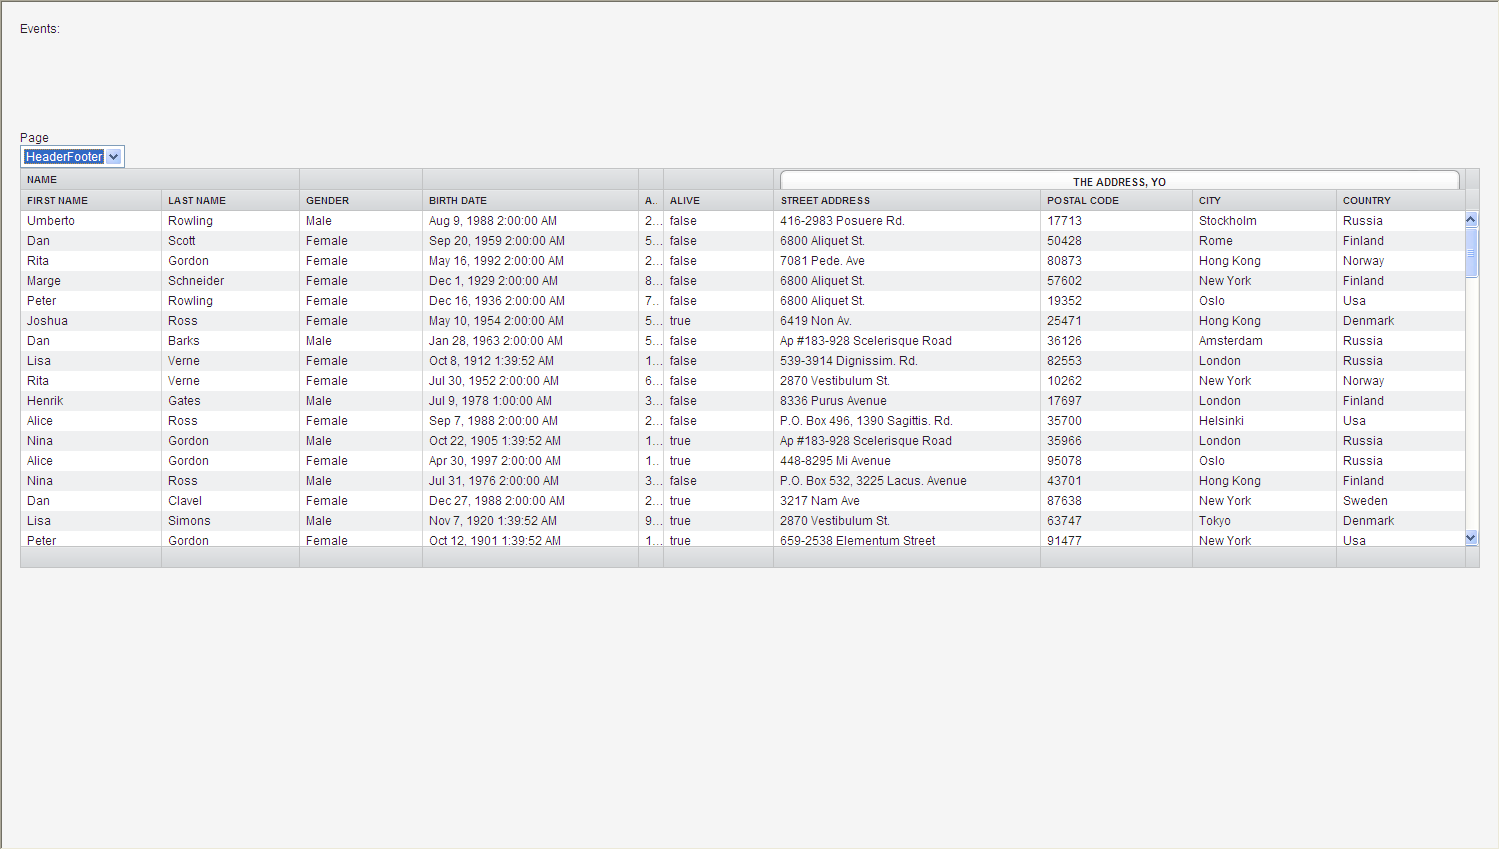 Events:
Page
HeaderFooter
NAME THE ADDRESS, YO
FIRST NAME LAST NAME GENDER BIRTH DATE A.. ALIVE STREET ADDRESS POSTAL CODE CITY COUNTRY
Umberto Rowling Male Aug 9, 1988 2:00:00 AM 2... false 416-2983 Posuere Rd. 17713 Stockholm Russia
Dan Scott Female Sep 20, 1959 2:00:00 AM 5... false 6800 Aliquet St. 50428 Rome Finland
Rita Gordon Female May 16, 1992 2:00:00 AM 2... false 7081 Pede. Ave 80873 Hong Kong Norway
Marge Schneider Female Dec 1, 1929 2:00:00 AM 8... false 6800 Aliquet St. 57602 New York Finland
Peter Rowling Female Dec 16, 1936 2:00:00 AM 7.. false 6800 Aliquet St. 19352 Oslo Usa
Joshua Ross Female May 10, 1954 2:00:00 AM 5... true 6419 Non Av. 25471 Hong Kong Denmark
Dan Barks Male Jan 28, 1963 2:00:00 AM 5... false Ap #183-928 Scelerisque Road 36126 Amsterdam Russia
Lisa Verne Female Oct 8, 1912 1:39:52 AM 1... false 539-3914 Dignissim. Rd. 82553 London Russia
Rita Verne Female Jul 30, 1952 2:00:00 AM 6... false 2870 Vestibulum St. 10262 New York Norway
Henrik Gates Male Jul 9, 1978 1:00:00 AM 3... false 8336 Purus Avenue 17697 London Finland
Alice Ross Female Sep 7, 1988 2:00:00 AM 2... false P.O. Box 496, 1390 Sagittis. Rd. 35700 Helsinki Usa
Nina Gordon Male Oct 22, 1905 1:39:52 AM 1... true Ap #183-928 Scelerisque Road 35966 London Russia
Alice Gordon Female Apr 30, 1997 2:00:00 AM 1.. true 448-8295 Mi Avenue 95078 Oslo Russia
Nina Ross Male Jul 31, 1976 2:00:00 AM 3... false P.O. Box 532, 3225 Lacus. Avenue 43701 Hong Kong Finland
Dan Clavel Female Dec 27, 1988 2:00:00 AM 2... true 3217 Nam Ave 87638 New York Sweden
Lisa Simons Male Nov 7, 1920 1:39:52 AM 9... true 2870 Vestibulum St. 63747 Tokyo Denmark
Peter Gordon Female Oct 12, 1901 1:39:52 AM 1... true 659-2538 Elementum Street 91477 New York Usa